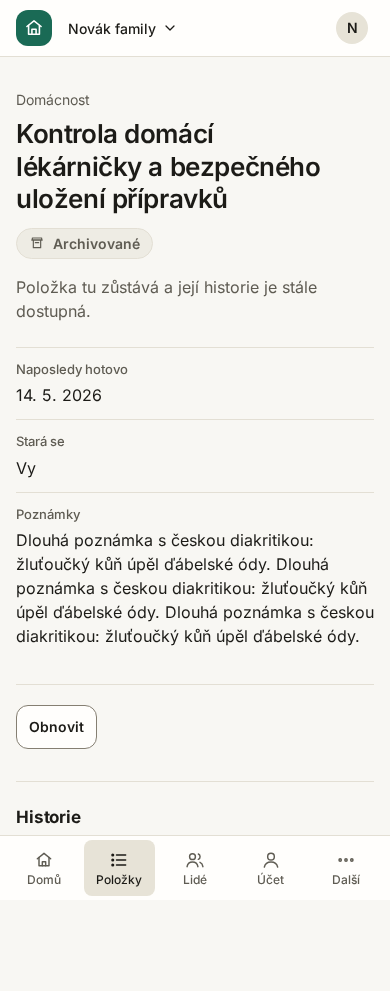 Novák family
N
Domácnost
Kontrola domácí
lékárničky a bezpečného
uložení přípravků
Archivované
Položka tu zůstává a její historie je stále
dostupná.
Naposledy hotovo
14. 5. 2026
Stará se
Vy
Poznámky
Dlouhá poznámka s českou diakritikou:
žluťoučký kůň úpěl ďábelské ódy. Dlouhá
poznámka s českou diakritikou: žluťoučký kůň
úpěl ďábelské ódy. Dlouhá poznámka s českou
diakritikou: žluťoučký kůň úpěl ďábelské ódy.
Obnovit
Historie
Domů
Položky
Lidé
Účet
Další